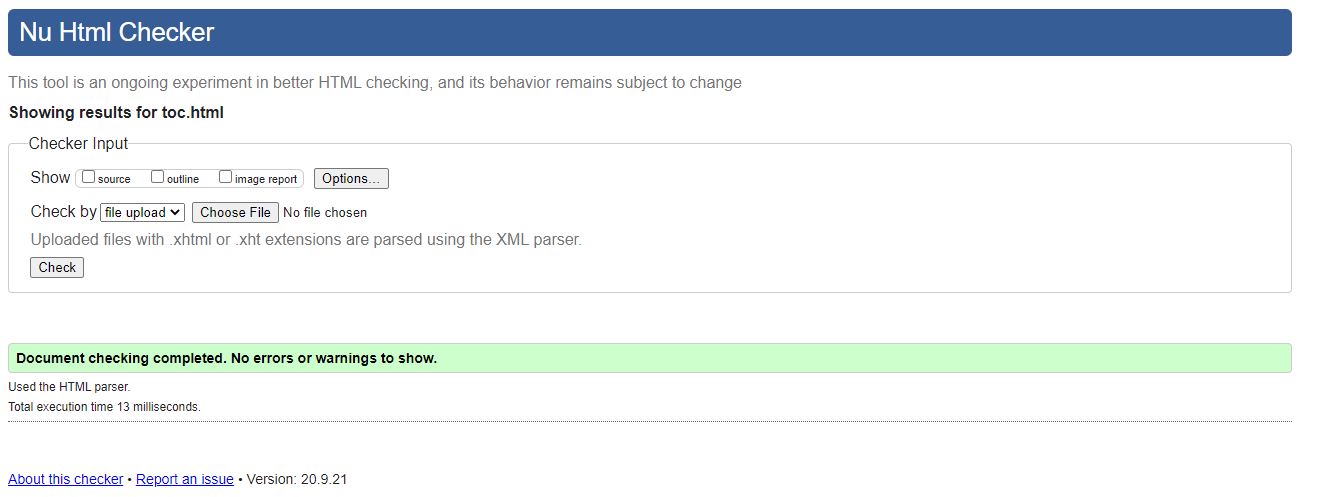 Nu Html Checker
This tool is an ongoing experiment in better HTML checking, and its behavior remains subject to change
Showing results for toc.html
Checker Input
Show source outline image report Options...
Check by file upload Choose File No file chosen
Uploaded files with .xhtml or .xht extensions are parsed using the XML parser.
Check
Document checking completed. No errors or warnings to show.
Used the HTML parser.
Total execution time 13 milliseconds.
About this checker • Report an issue • Version: 20.9.21